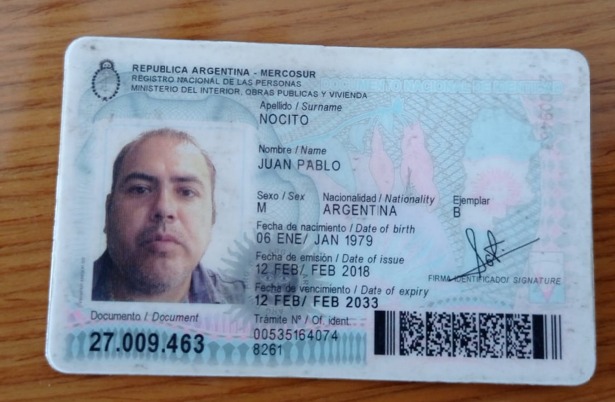 REPUBLICA ARGENTINA - MERCOSUR
REGISTRO NACIONAL DE LAS PERSONAS
MINISTERIO DEL INTERIOR, OBRAS PUBLICAS Y VIVIENDA
Apellido / Surname
NOCITO
Nombre / Name
JUAN PABLO
Sexo / Sex Nacionalidad / Nationality Ejemplar
M ARGENTINA B
Fecha de nacimiento / Date of birth
06 ENE/ JAN 1979
Fecha de emisión / Date of issue
12 FEB/ FEB 2018
FIRMA IDENTIFICADO/ SIGNATURE
Fecha de vencimiento / Date of expiry
12 FEB/ FEB 2033
Documento / Document
27.009.463
Trámite Nº / Of. ident.
00535164074
8261